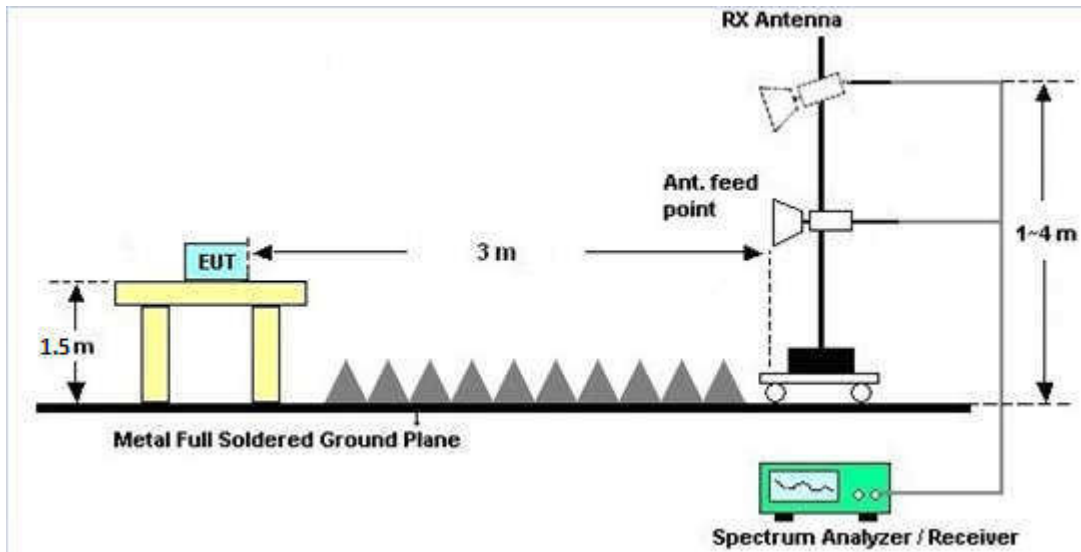 RX Antenna
Ant. feed
point
EUT
3 m
1~4 m
1.5 m
Metal Full Soldered Ground Plane
Spectrum Analyzer / Receiver